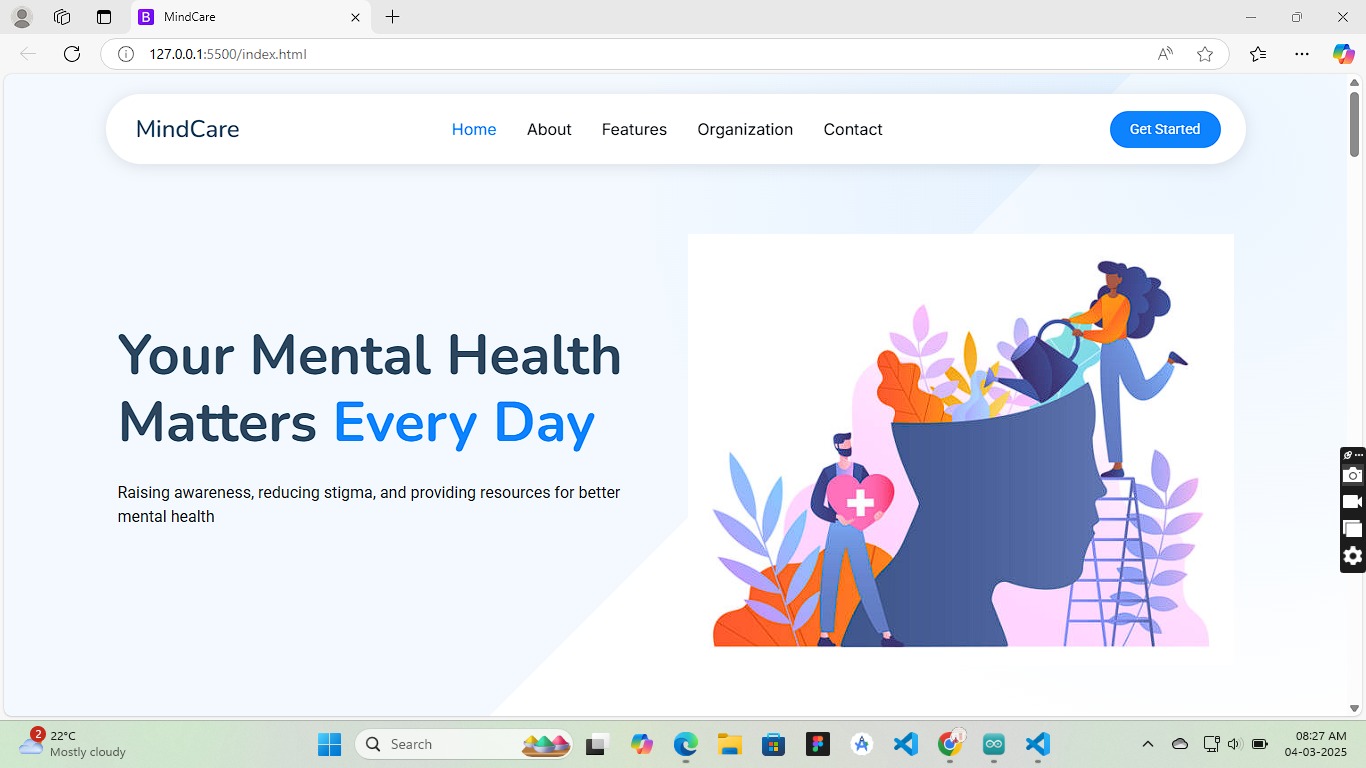 B MindCare
127.0.0.1:5500/index.html
MindCare
Home About Features Organization Contact
Get Started
Your Mental Health
Matters Every Day
Raising awareness, reducing stigma, and providing resources for better
mental health
2
22°C
Mostly cloudy
Search
08:27 AM
04-03-2025